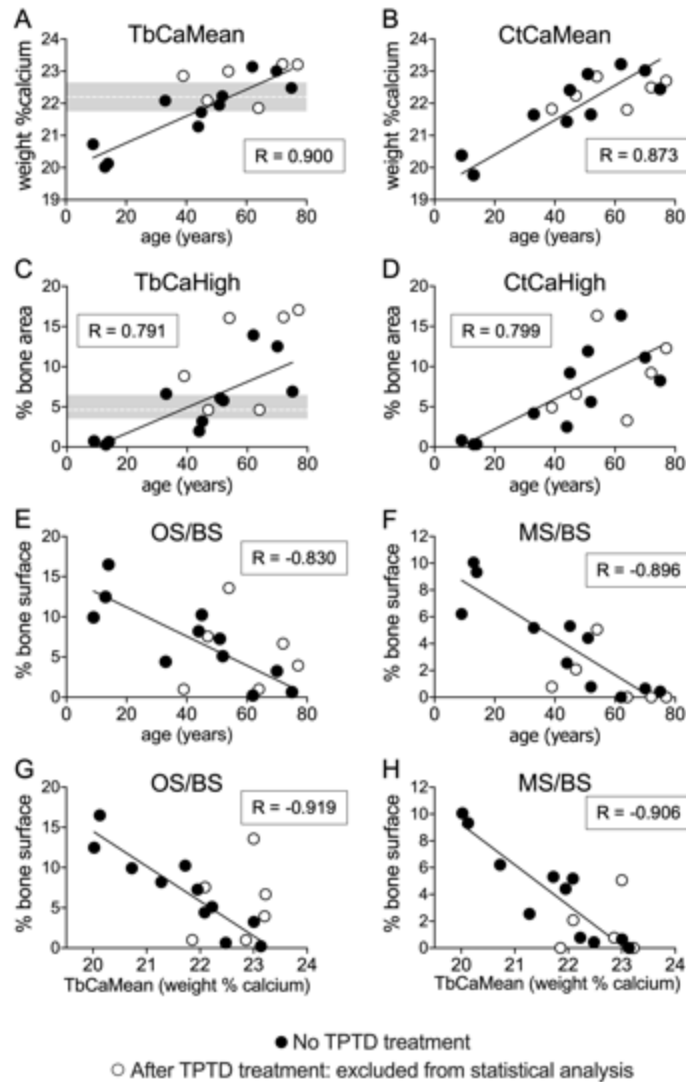 A TbCaMean
weight %calcium
24
23
22
21
20
19
0 20 40 60 80
age (years)
R = 0.900
B CtCaMean
weight %calcium
24
23
22
21
20
19
0 20 40 60 80
age (years)
R = 0.873
C TbCaHigh
% bone area
20
15
10
5
0
0 20 40 60 80
age (years)
R = 0.791
D CtCaHigh
% bone area
20
15
10
5
0
0 20 40 60 80
age (years)
R = 0.799
E OS/BS
% bone surface
20
15
10
5
0
0 20 40 60 80
age (years)
R = -0.830
F MS/BS
% bone surface
12
10
8
6
4
2
0
0 20 40 60 80
age (years)
R = -0.896
G OS/BS
% bone surface
20
15
10
5
0
20 21 22 23 24
TbCaMean (weight % calcium)
R = -0.919
H MS/BS
% bone surface
12
10
8
6
4
2
0
20 21 22 23 24
TbCaMean (weight % calcium)
R = -0.906
No TPTD treatment
After TPTD treatment: excluded from statistical analysis